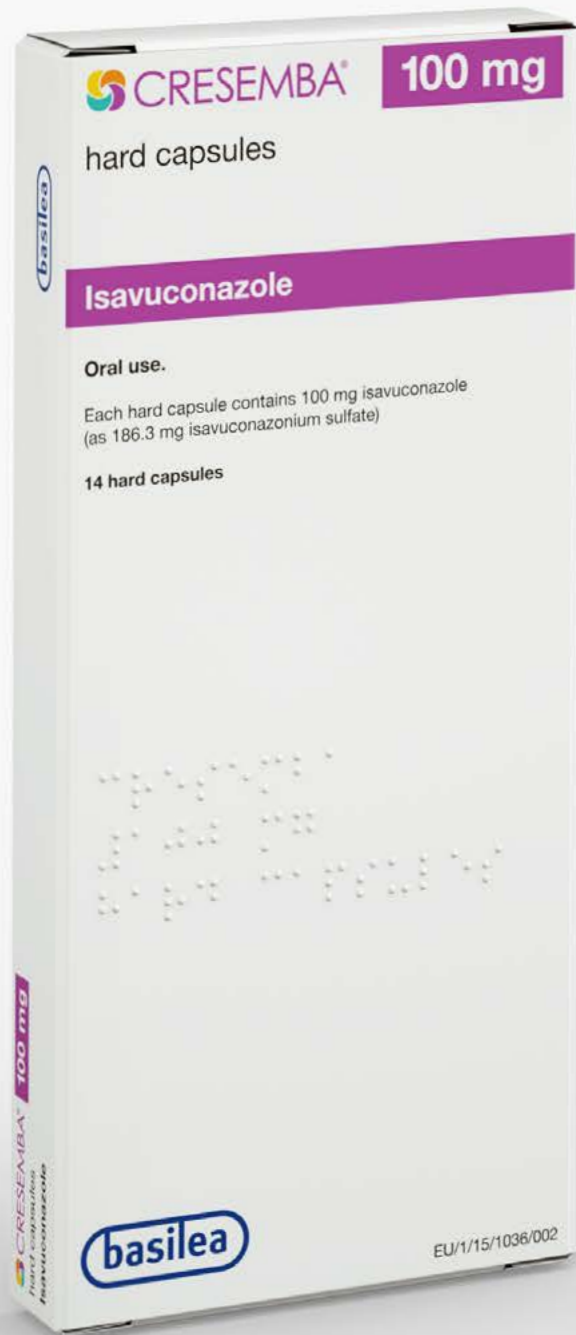 CRESEMBA® 100 mg
hard capsules
Isavuconazole
Oral use.
Each hard capsule contains 100 mg isavuconazole
(as 186.3 mg isavuconazonium sulfate)
14 hard capsules
basilea
EU/1/15/1036/002
basilea
CRESEMBA® 100 mg
hard capsules
Isavuconazole